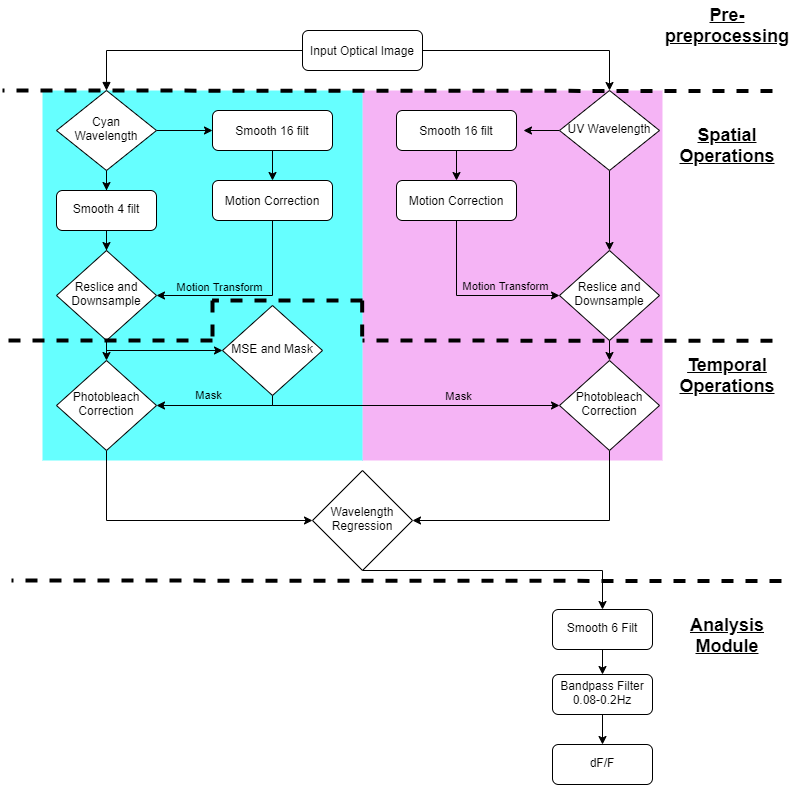 Pre-
preprocessing
Input Optical Image
Cyan
Wavelength
Smooth 16 filt
Smooth 16 filt
UV Wavelength
Spatial
Operations
Smooth 4 filt
Motion Correction
Motion Correction
Reslice and
Downsample
Motion Transform
Motion Transform
Reslice and
Downsample
MSE and Mask
Temporal
Operations
Photobleach
Correction
Mask
Mask
Photobleach
Correction
Wavelength
Regression
Smooth 6 Filt
Analysis
Module
Bandpass Filter
0.08-0.2Hz
dF/F